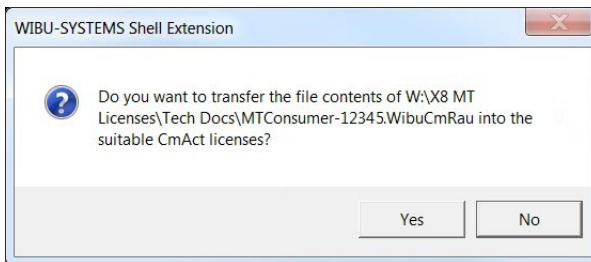 WIBU-SYSTEMS Shell Extension
Do you want to transfer the file contents of W:\X8 MT
Licenses\Tech Docs\MTConsumer-12345.WibuCmRau into the
suitable CmAct licenses?
Yes
No